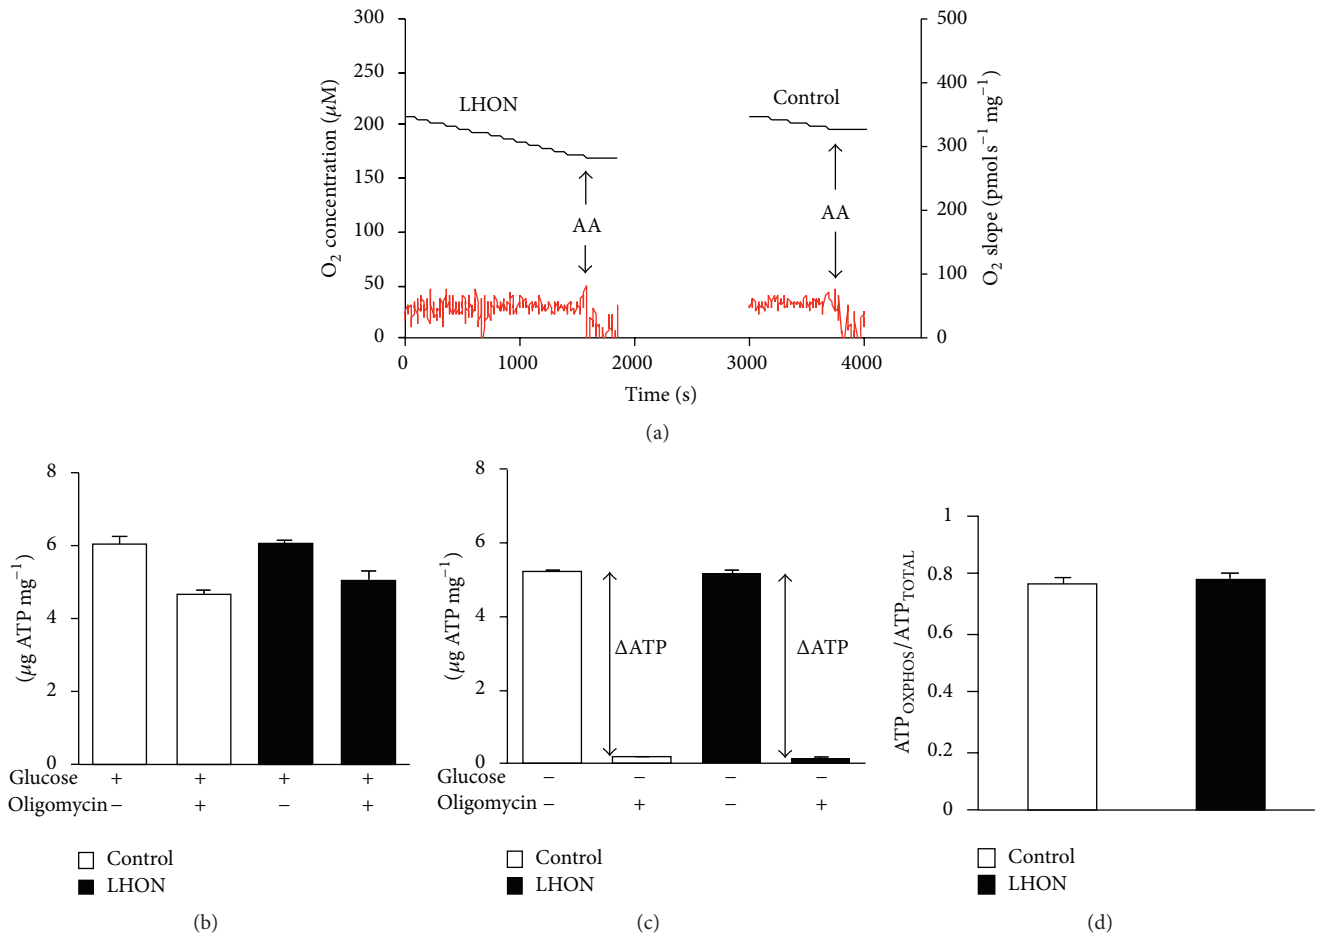 300
250
200
150
100
50
0
O2 concentration (μM)
LHON
Control
AA
AA
500
400
300
200
100
0
O2 slope (pmol s−1 mg−1)
0 1000 2000 3000 4000
Time (s)
(a)
8
6
4
2
0
(μg ATP mg−1)
Glucose + + + +
Oligomycin − + − +
Control
LHON
(b)
8
6
4
2
0
(μg ATP mg−1)
ΔATP
ΔATP
Glucose − − − −
Oligomycin − + − +
Control
LHON
(c)
1
0.8
0.6
0.4
0.2
0
ATPOXPHOS/ATPTOTAL
Control
LHON
(d)